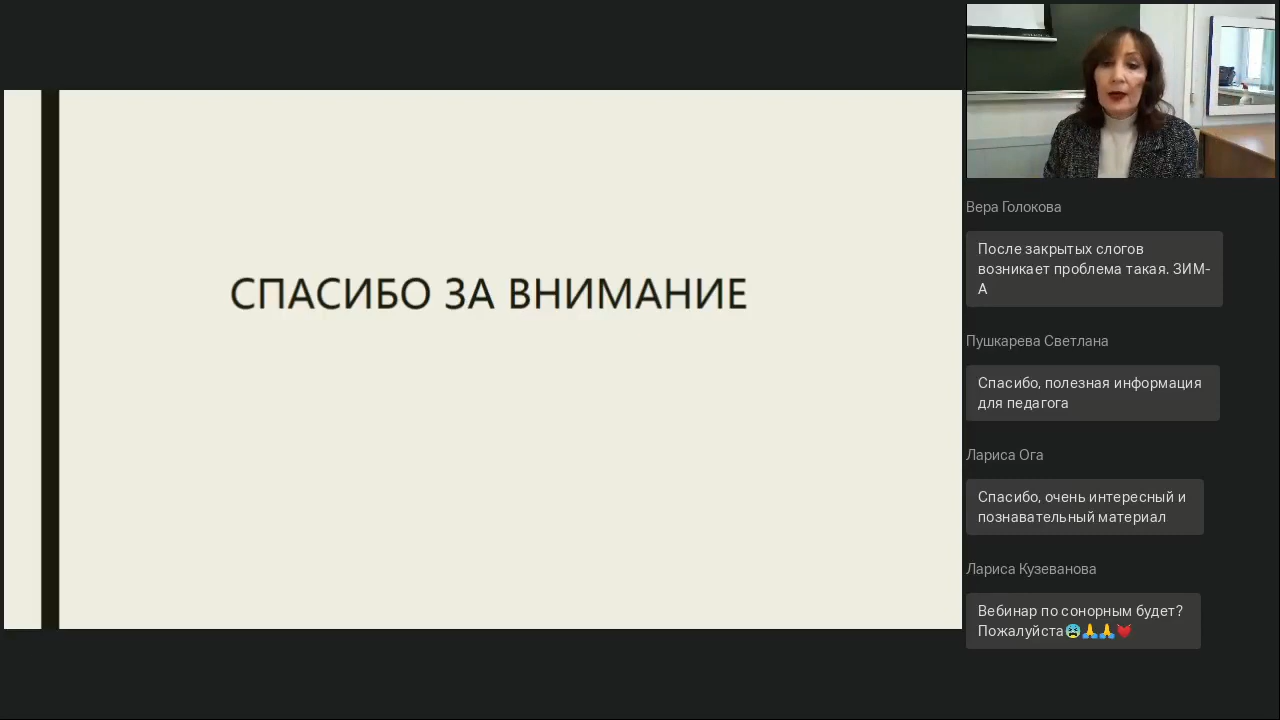 СПАСИБО ЗА ВНИМАНИЕ
Вера Голокова
После закрытых слогов
возникает проблема такая. ЗИМ-
А
Пушкарева Светлана
Спасибо, полезная информация
для педагога
Лариса Ога
Спасибо, очень интересный и
познавательный материал
Лариса Кузеванова
Вебинар по сонорным будет?
Пожалуйста😫🙏🙏💓